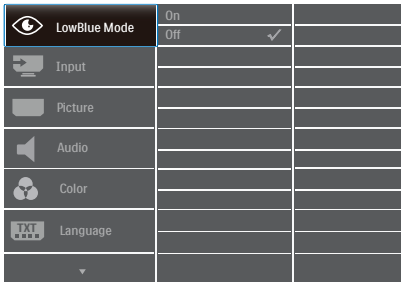 LowBlue Mode
On
Off
Input
Picture
Audio
Color
TXT
Language